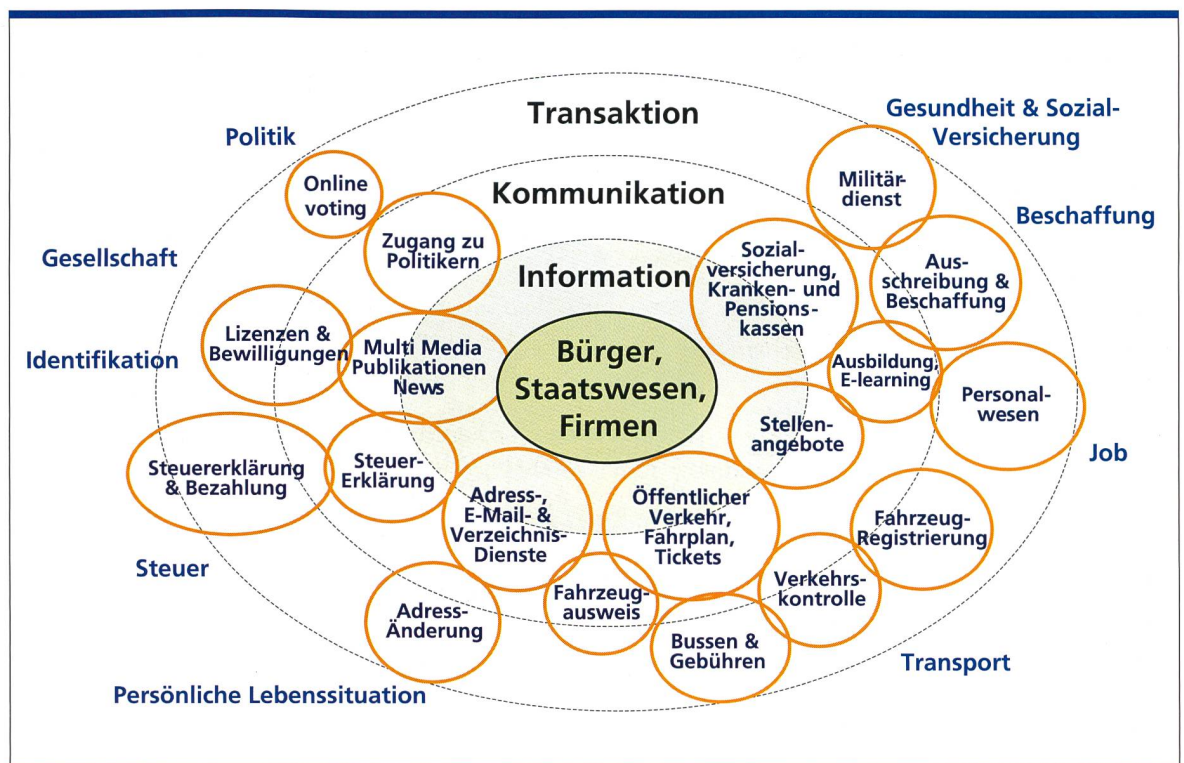 Transaktion
Kommunikation
Information
Bürger,
Staatswesen,
Firmen
Politik
Gesellschaft
Identifikation
Steuer
Persönliche Lebenssituation
Gesundheit & Sozial-
Versicherung
Beschaffung
Job
Transport
Online
voting
Zugang zu
Politikern
Lizenzen &
Bewilligungen
Multi Media
Publikationen
News
Steuererklärung
& Bezahlung
Steuer-
Erklärung
Adress-,
E-Mail- &
Verzeichnis-
Dienste
Adress-
Änderung
Fahrzeug-
ausweis
Öffentlicher
Verkehr,
Fahrplan,
Tickets
Bussen &
Gebühren
Verkehrs-
kontrolle
Fahrzeug-
Registrierung
Stellen-
angebote
Personal-
wesen
Ausbildung,
E-learning
Aus-
schreibung &
Beschaffung
Militär-
dienst
Sozial-
versicherung,
Kranken- und
Pensions-
kassen